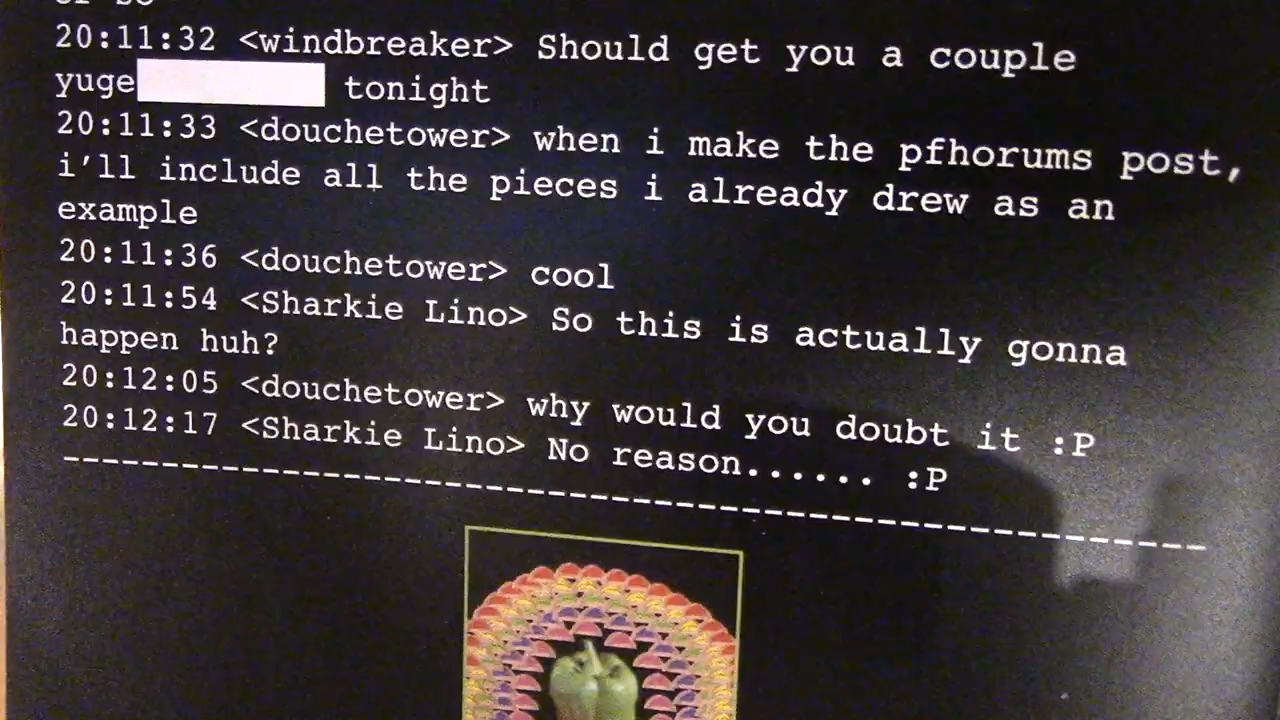 20:11:32 <windbreaker> Should get you a couple
yuge tonight
20:11:33 <douchetower> when i make the pfhorums post,
i'll include all the pieces i already drew as an
example
20:11:36 <douchetower> cool
20:11:54 <Sharkie Lino> So this is actually gonna
happen huh?
20:12:05 <douchetower> why would you doubt it :P
20:12:17 <Sharkie Lino> No reason...... :P